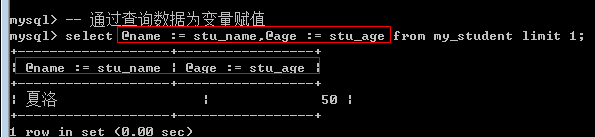 mysql> -- 通过查询数据为变量赋值
mysql> select @name := stu_name,@age := stu_age from my_student limit 1;
+-------------------+-----------------+
| @name := stu_name | @age := stu_age |
+-------------------+-----------------+
| 夏洛 | 50 |
+-------------------+-----------------+
1 row in set (0.00 sec)